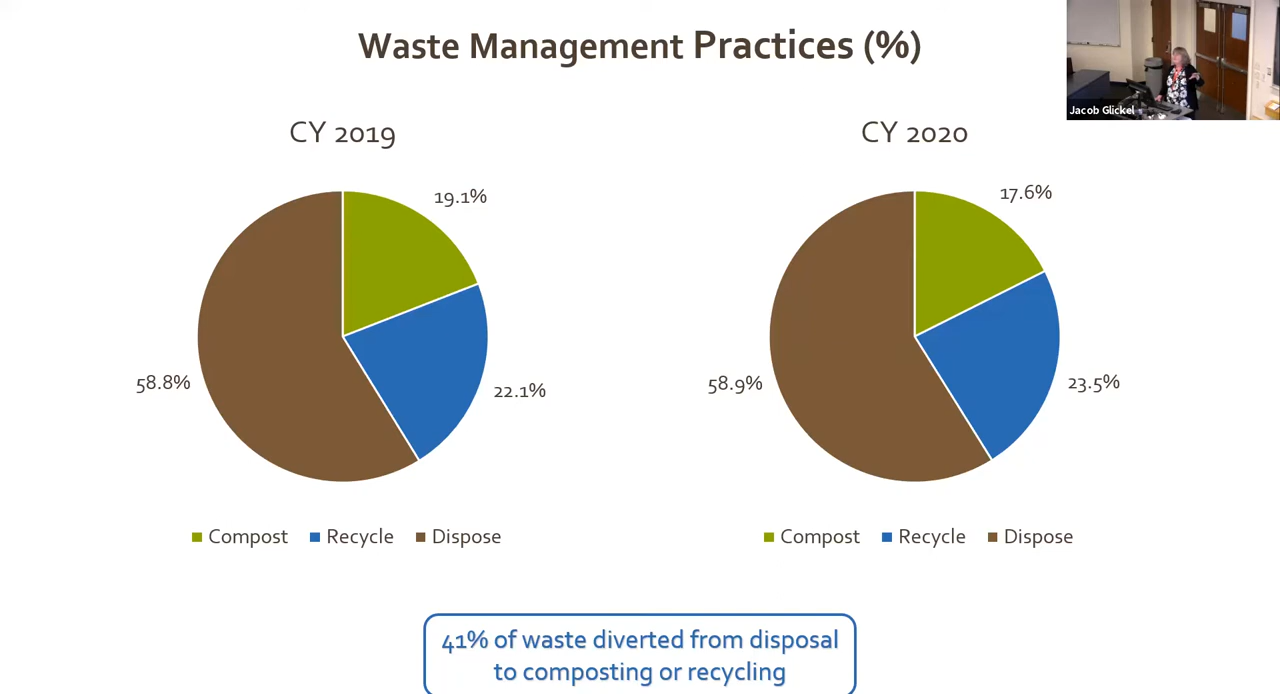 Waste Management Practices (%)
Jacob Glickel
CY 2019
19.1%
58.8%
22.1%
Compost Recycle Dispose
CY 2020
17.6%
58.9%
23.5%
Compost Recycle Dispose
41% of waste diverted from disposal
to composting or recycling